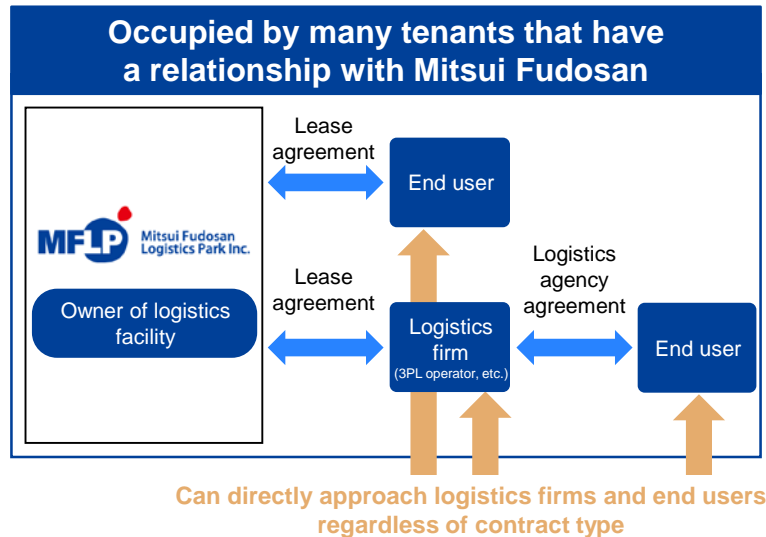 Occupied by many tenants that have
a relationship with Mitsui Fudosan
Lease
agreement
End user
MFLP
Mitsui Fudosan
Logistics Park Inc.
Owner of logistics
facility
Lease
agreement
Logistics
firm
(3PL operator, etc.)
Logistics
agency
agreement
End user
Can directly approach logistics firms and end users
regardless of contract type